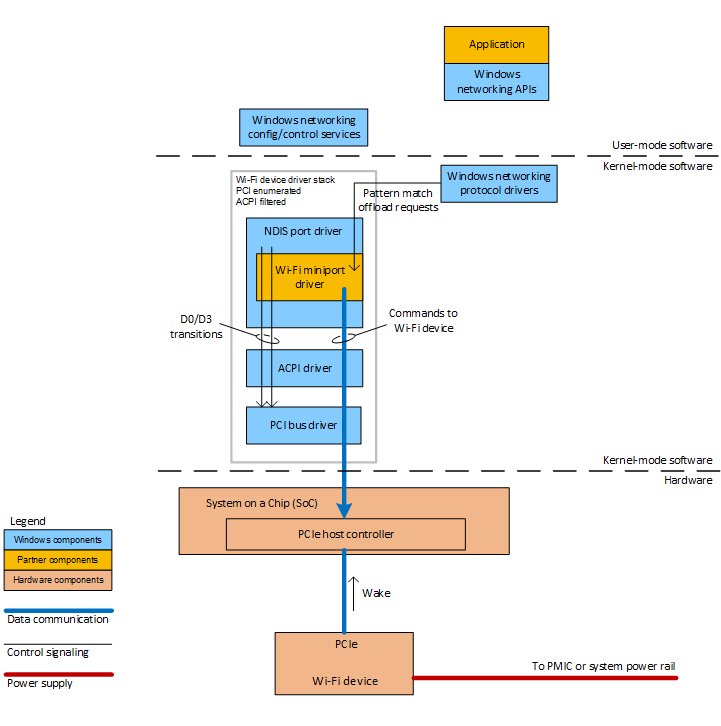 Application
Windows
networking APIs
Windows networking
config/control services
User-mode software
Kernel-mode software
Wi-Fi device driver stack
PCI enumerated
ACPI filtered
Windows networking
protocol drivers
Pattern match
offload requests
NDIS port driver
Wi-Fi miniport
driver
D0/D3
transitions
Commands to
Wi-Fi device
ACPI driver
PCI bus driver
Kernel-mode software
Hardware
System on a Chip (SoC)
PCIe host controller
Legend
Windows components
Partner components
Hardware components
Data communication
Control signaling
Power supply
Wake
PCIe
Wi-Fi device
To PMIC or system power rail